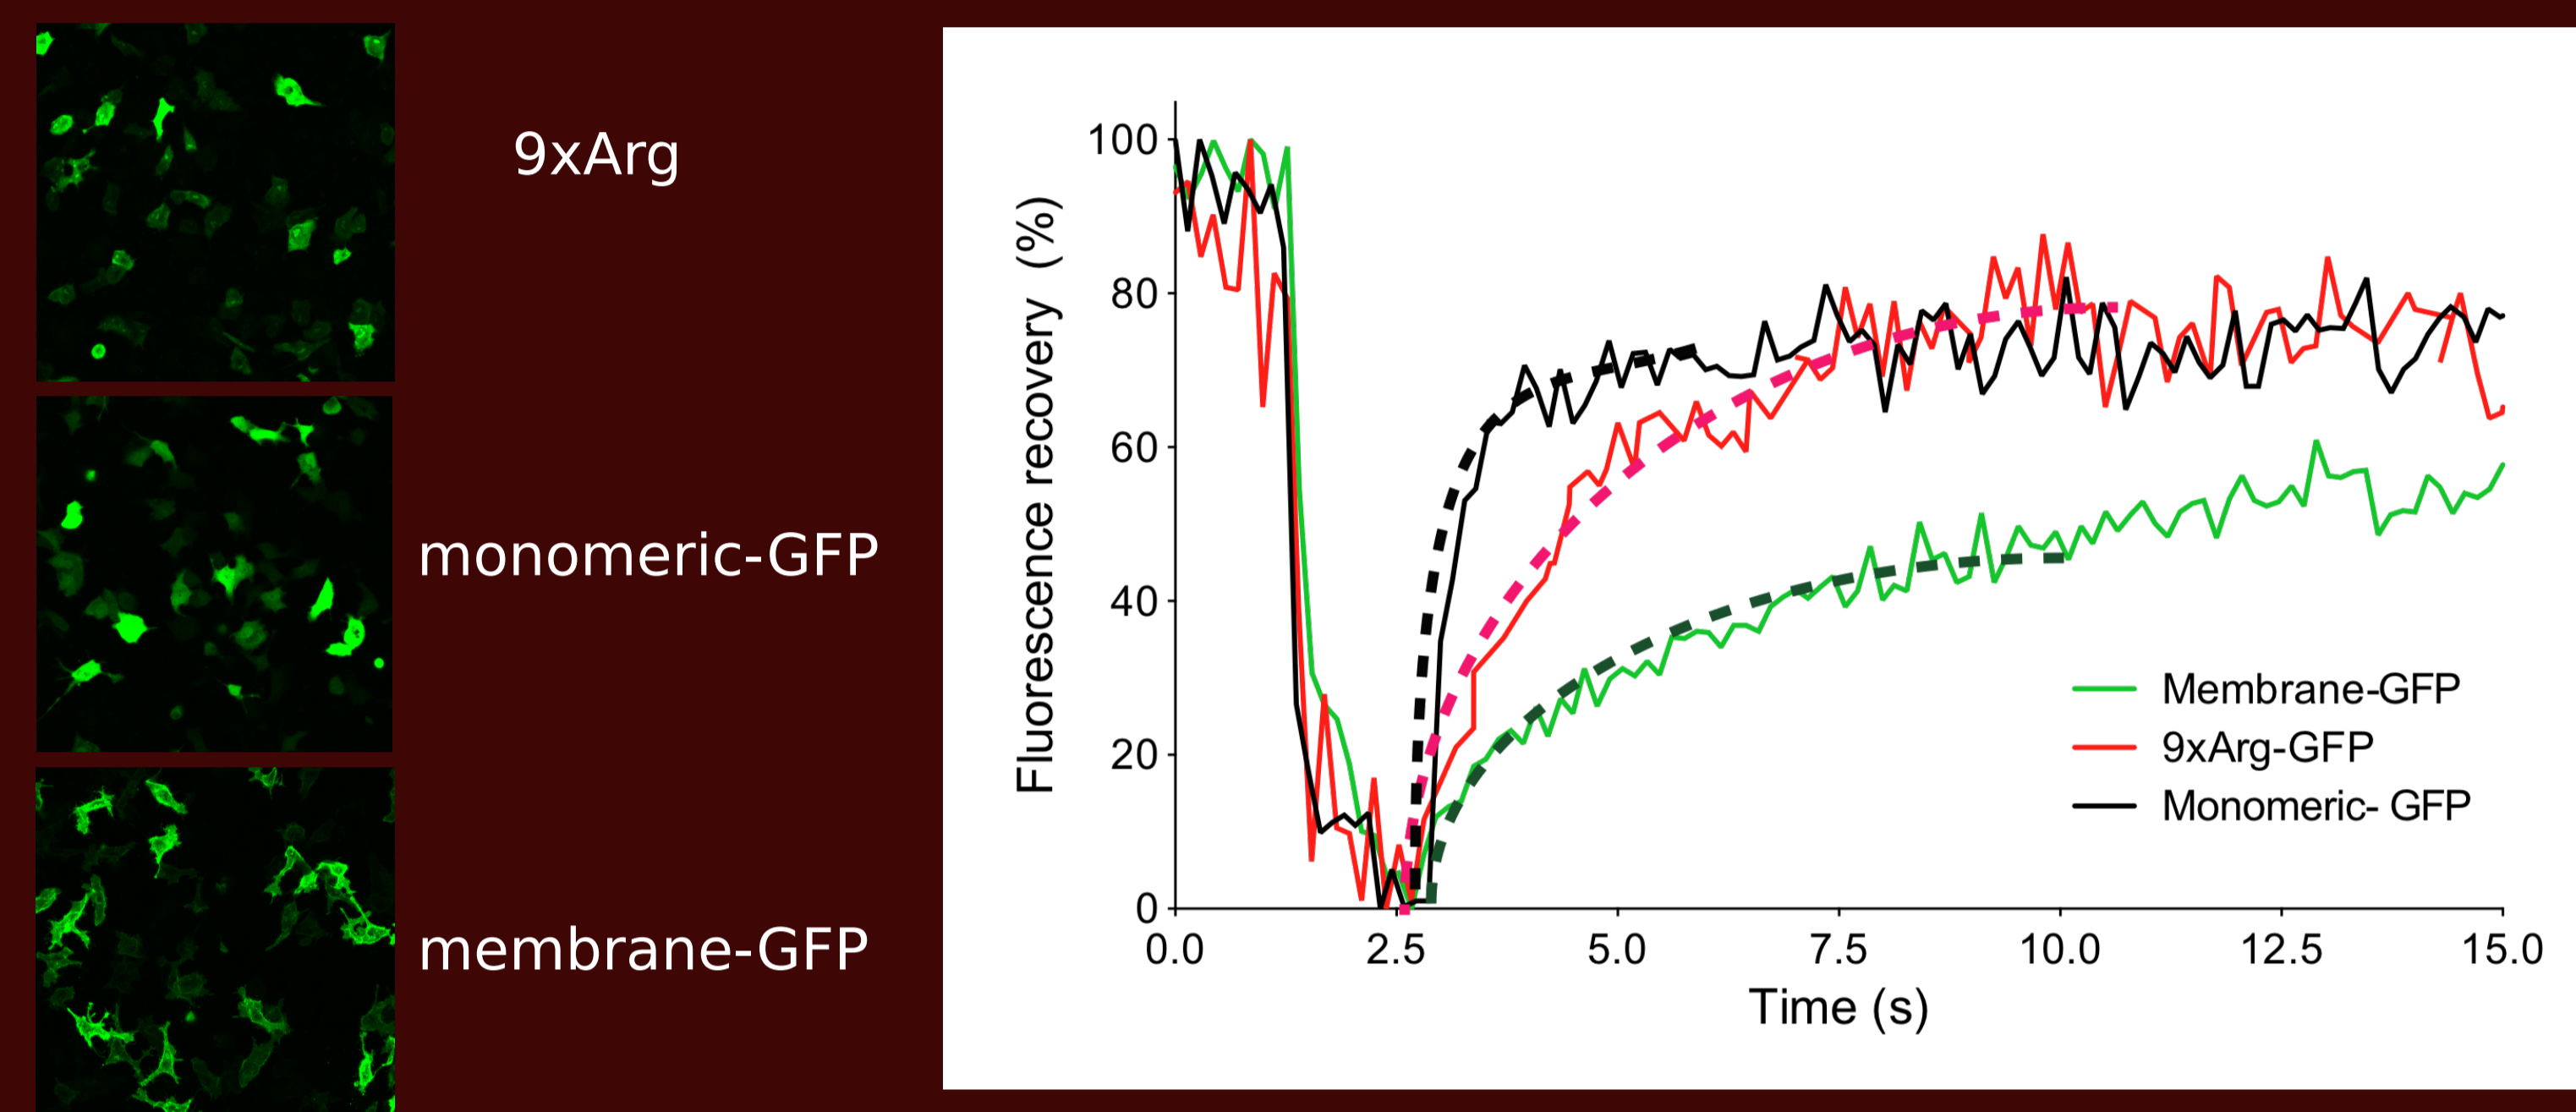 9xArg
monomeric-GFP
membrane-GFP
Fluorescence recovery (%)
100
80
60
40
20
0
0.0 2.5 5.0 7.5 10.0 12.5 15.0
Time (s)
Membrane-GFP
9xArg-GFP
Monomeric- GFP